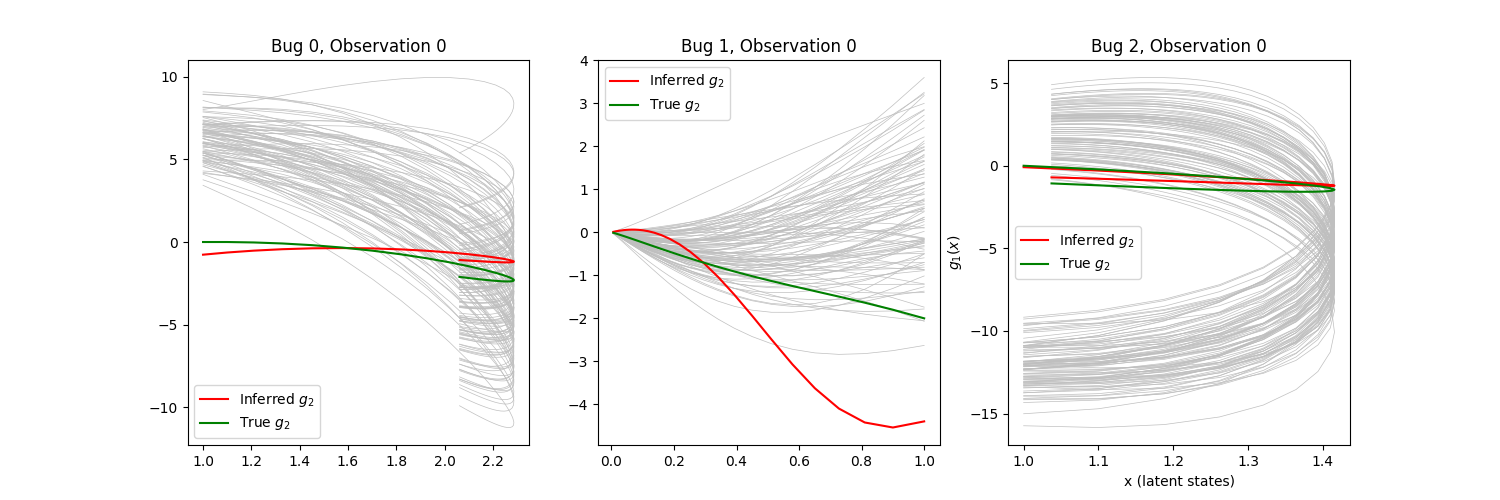 Bug 0, Observation 0
10
5
0
−5
−10
Inferred g₂
True g₂
1.0 1.2 1.4 1.6 1.8 2.0 2.2
Bug 1, Observation 0
4
3
2
1
0
−1
−2
−3
−4
Inferred g₂
True g₂
0.0 0.2 0.4 0.6 0.8 1.0
Bug 2, Observation 0
g₁(x)
5
0
−5
−10
−15
Inferred g₂
True g₂
1.0 1.1 1.2 1.3 1.4
x (latent states)